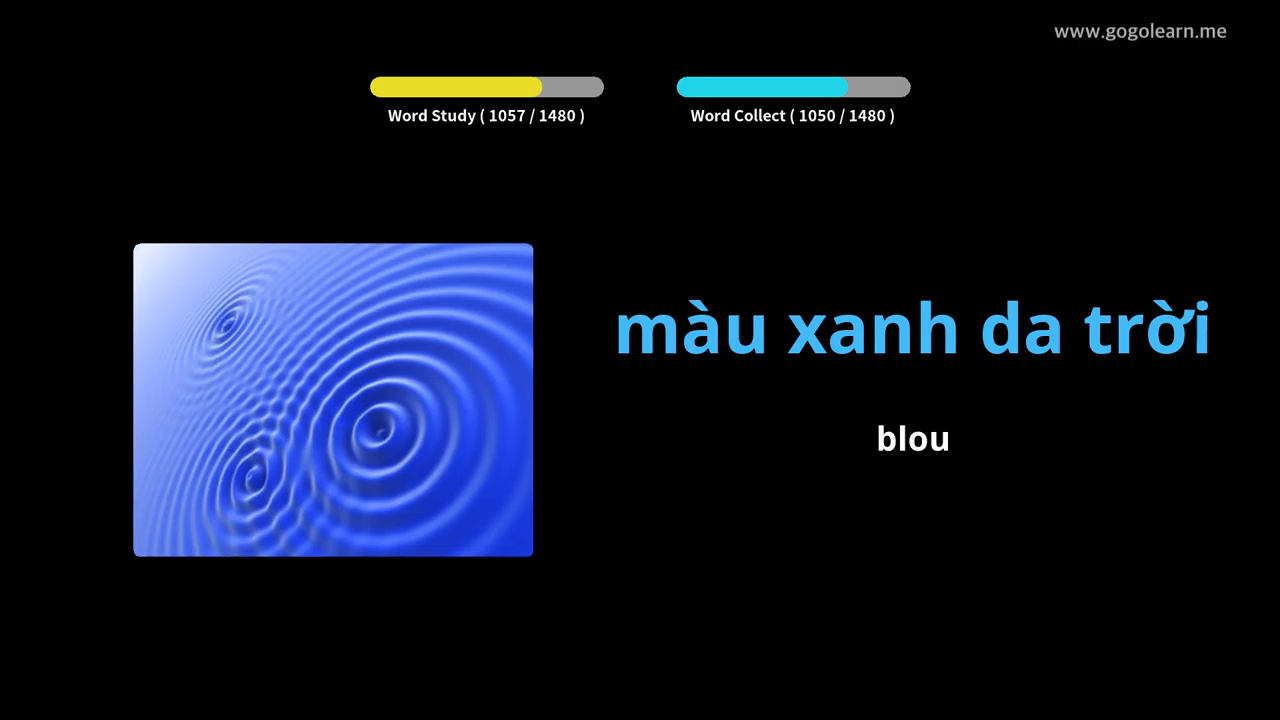 www.gogolearn.me
Word Study ( 1057 / 1480 )
Word Collect ( 1050 / 1480 )
màu xanh da trời
blou